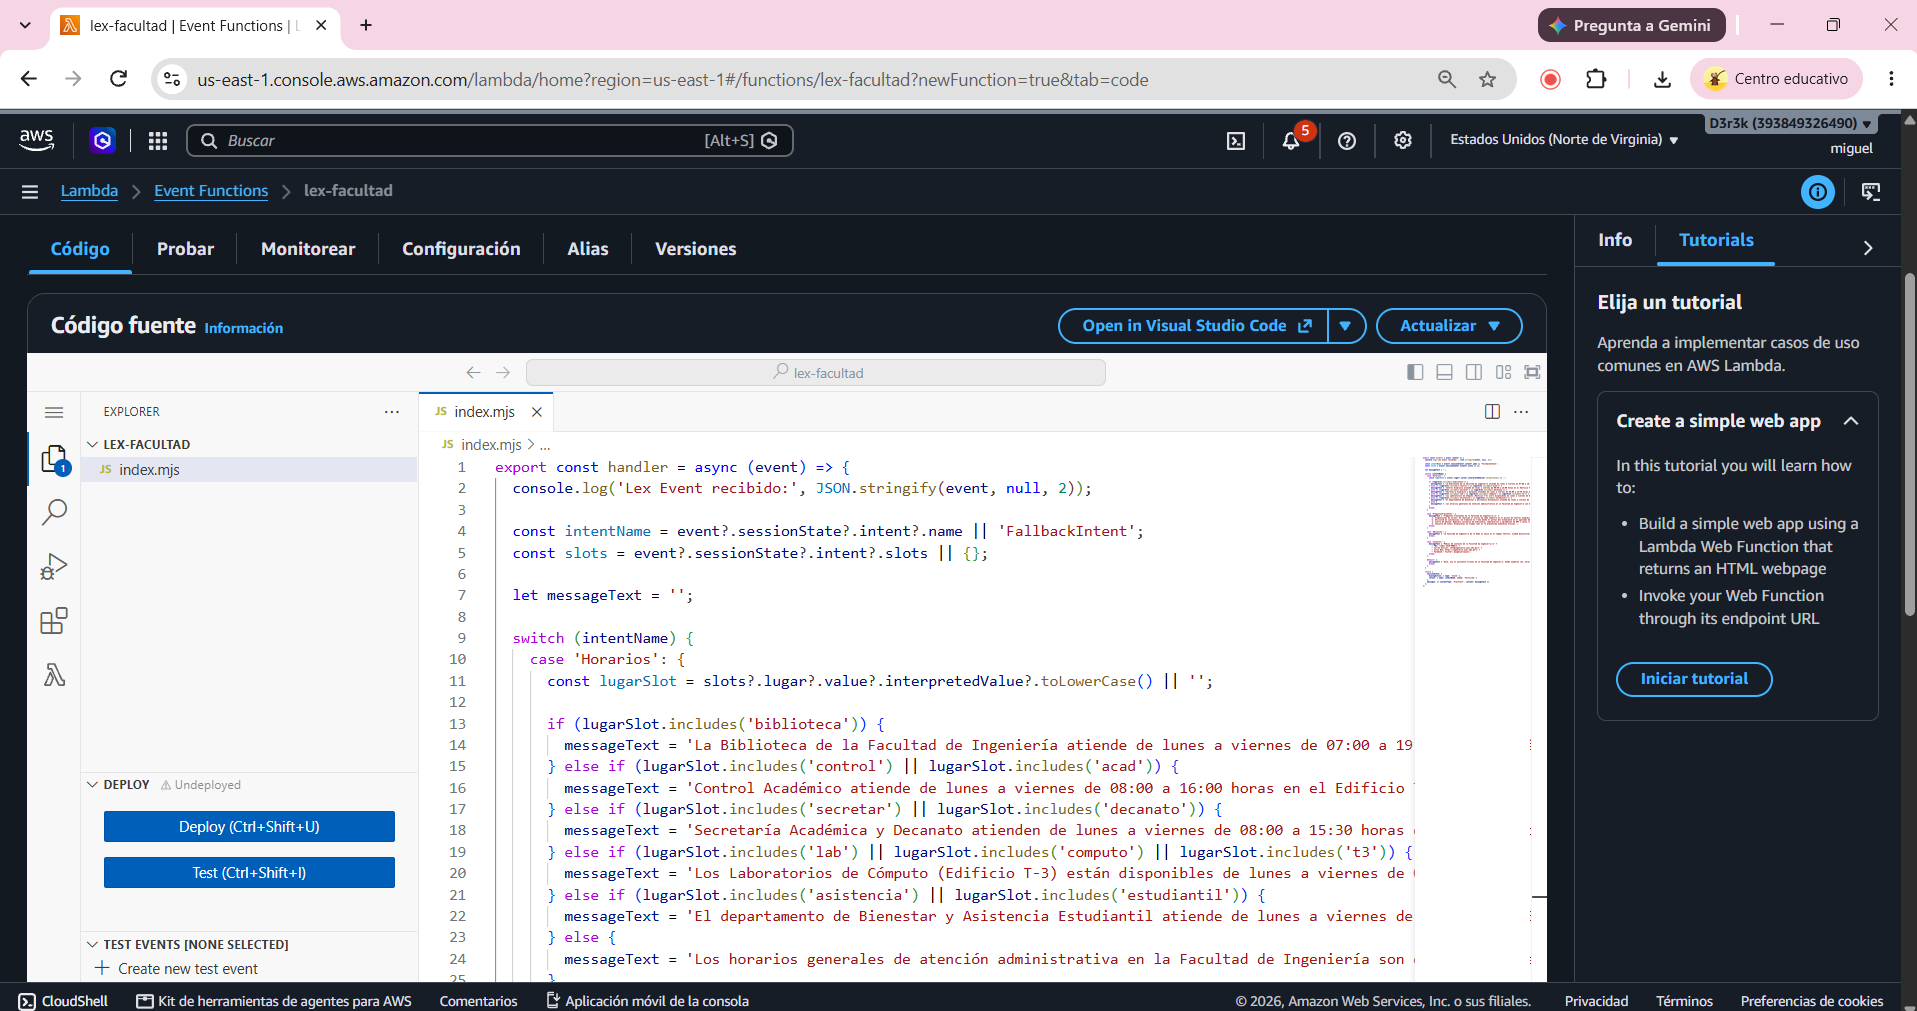 lex-facultad | Event Functions |
Pregunta a Gemini
us-east-1.console.aws.amazon.com/lambda/home?region=us-east-1#/functions/lex-facultad?newFunction=true&tab=code
Centro educativo
aws
Buscar
[Alt+S]
5
Estados Unidos (Norte de Virginia) ▼
D3r3k (393849326490) ▼
miguel
Lambda > Event Functions > lex-facultad
Código
Probar
Monitorear
Configuración
Alias
Versiones
Info
Tutorials
Código fuente Información
Open in Visual Studio Code
Actualizar
Elija un tutorial
Aprenda a implementar casos de uso
comunes en AWS Lambda.
Create a simple web app
In this tutorial you will learn how
to:
• Build a simple web app using a
Lambda Web Function that
returns an HTML webpage
• Invoke your Web Function
through its endpoint URL
Iniciar tutorial
lex-facultad
EXPLORER
LEX-FACULTAD
JS index.mjs
1
DEPLOY Undeployed
Deploy (Ctrl+Shift+U)
Test (Ctrl+Shift+I)
TEST EVENTS [NONE SELECTED]
+ Create new test event
JS index.mjs
JS index.mjs > ...
1 export const handler = async (event) => {
2 console.log('Lex Event recibido:', JSON.stringify(event, null, 2));
3
4 const intentName = event?.sessionState?.intent?.name || 'FallbackIntent';
5 const slots = event?.sessionState?.intent?.slots || {};
6
7 let messageText = '';
8
9 switch (intentName) {
10 case 'Horarios': {
11 const lugarSlot = slots?.lugar?.value?.interpretedValue?.toLowerCase() || '';
12
13 if (lugarSlot.includes('biblioteca')) {
14 messageText = 'La Biblioteca de la Facultad de Ingeniería atiende de lunes a viernes de 07:00 a 19
15 } else if (lugarSlot.includes('control') || lugarSlot.includes('acad')) {
16 messageText = 'Control Académico atiende de lunes a viernes de 08:00 a 16:00 horas en el Edificio
17 } else if (lugarSlot.includes('secretar') || lugarSlot.includes('decanato')) {
18 messageText = 'Secretaría Académica y Decanato atienden de lunes a viernes de 08:00 a 15:30 horas
19 } else if (lugarSlot.includes('lab') || lugarSlot.includes('computo') || lugarSlot.includes('t3')) {
20 messageText = 'Los Laboratorios de Cómputo (Edificio T-3) están disponibles de lunes a viernes de
21 } else if (lugarSlot.includes('asistencia') || lugarSlot.includes('estudiantil')) {
22 messageText = 'El departamento de Bienestar y Asistencia Estudiantil atiende de lunes a viernes de
23 } else {
24 messageText = 'Los horarios generales de atención administrativa en la Facultad de Ingeniería son
25 }
CloudShell
Kit de herramientas de agentes para AWS
Comentarios
Aplicación móvil de la consola
© 2026, Amazon Web Services, Inc. o sus filiales.
Privacidad
Términos
Preferencias de cookies